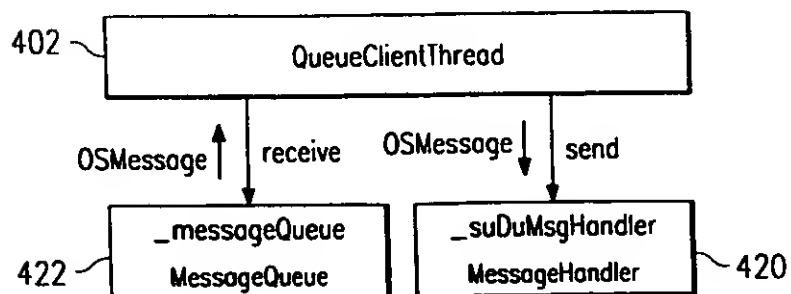 402
QueueClientThread
OSMessage receive
OSMessage send
_messageQueue
MessageQueue
422
_suDuMsgHandler
MessageHandler
420